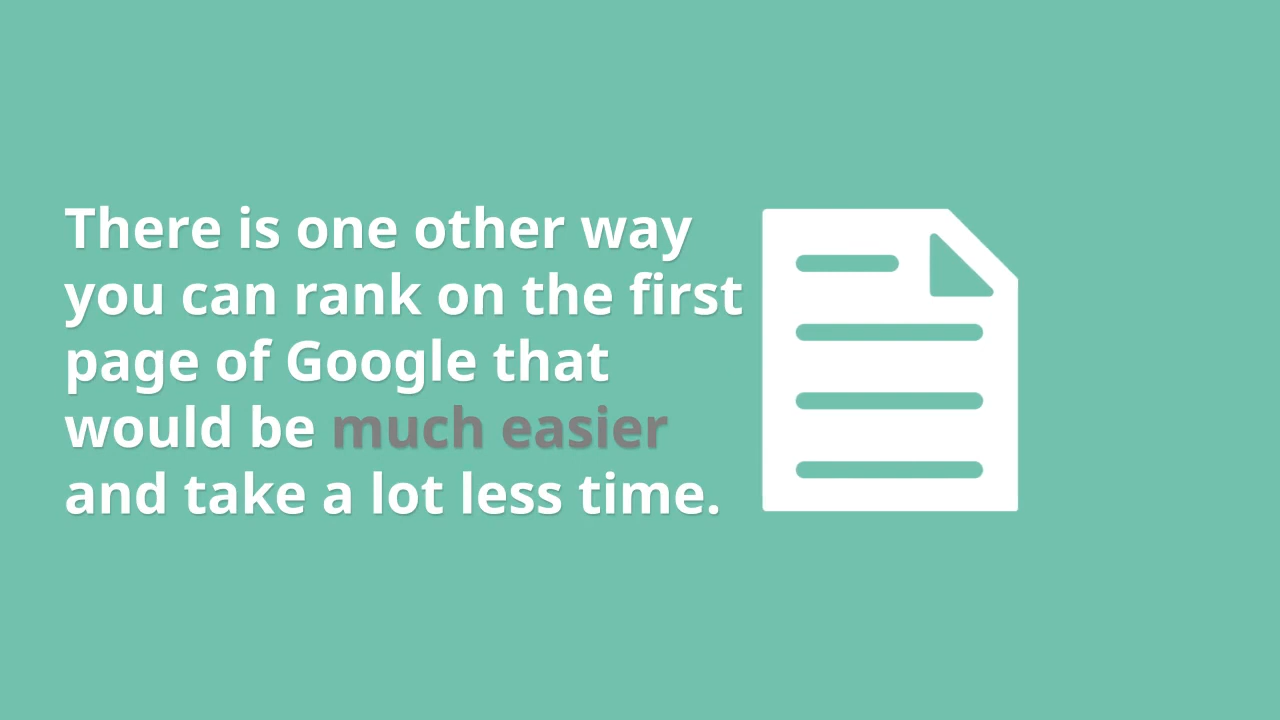 There is one other way
you can rank on the first
page of Google that
would be much easier
and take a lot less time.